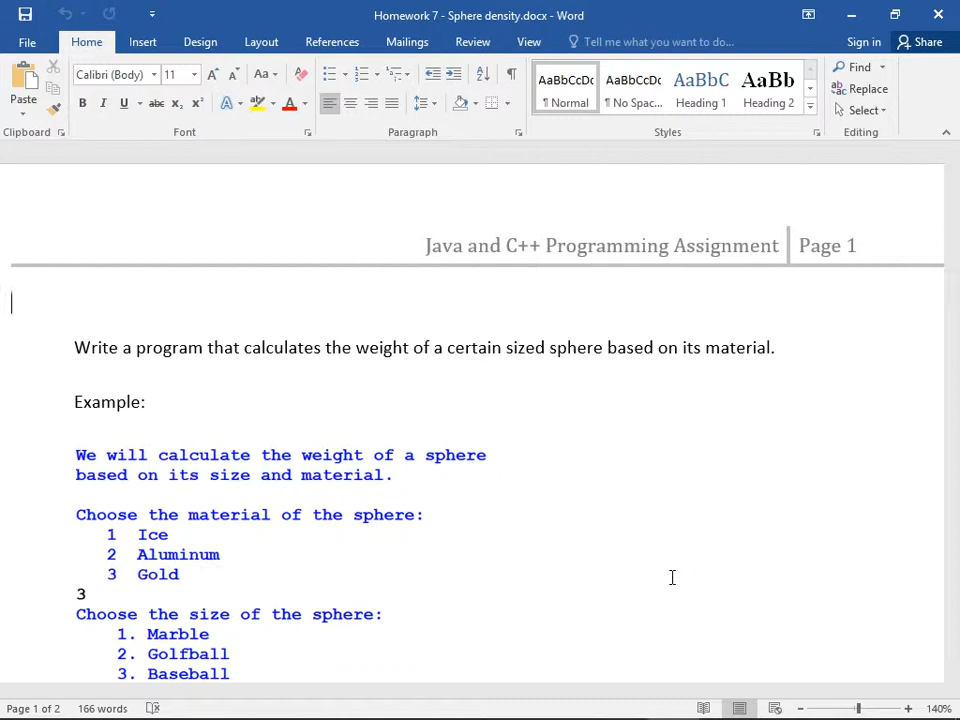 Homework 7 - Sphere density.docx - Word
File Home Insert Design Layout References Mailings Review View Tell me what you want to do... Sign in Share
Paste
Calibri (Body) 11 A A Aa
B I U abc X2 X2 A A
AaBbCcDc AaBbCcDc AaBbC AaBb
¶ Normal ¶ No Spac... Heading 1 Heading 2
Find
Replace
Select
Clipboard Font Paragraph Styles Editing
Java and C++ Programming Assignment Page 1
Write a program that calculates the weight of a certain sized sphere based on its material.
Example:
We will calculate the weight of a sphere
based on its size and material.
Choose the material of the sphere:
1 Ice
2 Aluminum
3 Gold
3
Choose the size of the sphere:
1. Marble
2. Golfball
3. Baseball
Page 1 of 2 166 words 140%